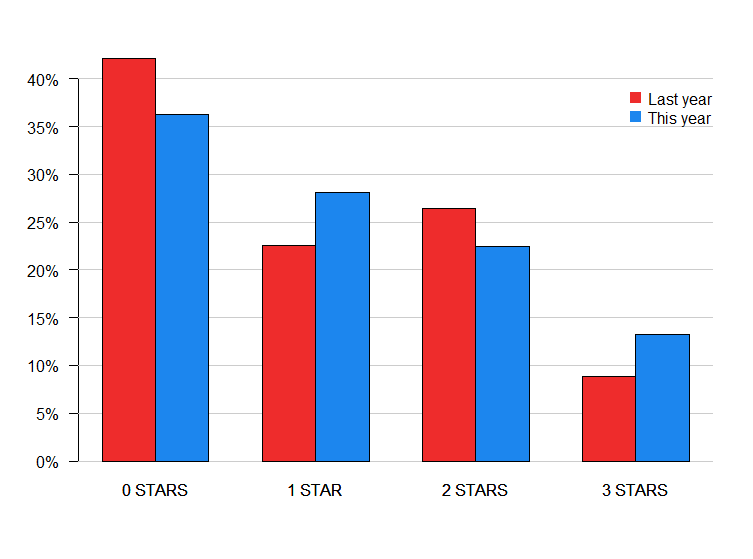 40%
35%
30%
25%
20%
15%
10%
5%
0%
Last year
This year
0 STARS
1 STAR
2 STARS
3 STARS